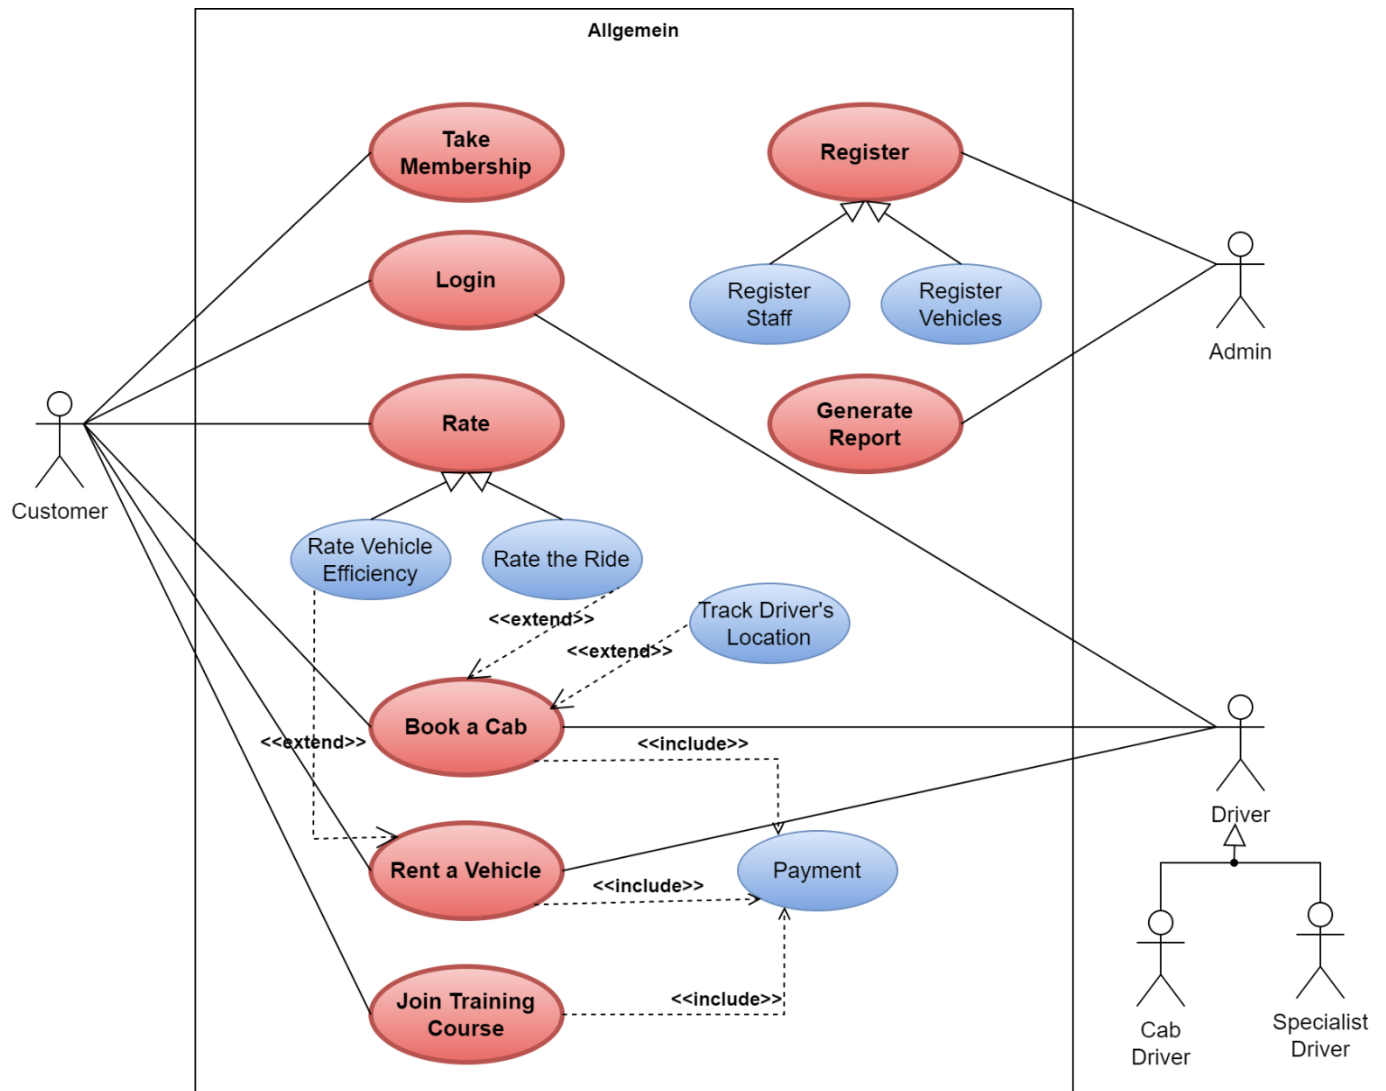 Allgemein
Take
Membership
Register
Login
Register
Staff
Register
Vehicles
Admin
Rate
Generate
Report
Customer
Rate Vehicle
Efficiency
Rate the Ride
Track Driver's
Location
<<extend>>
<<extend>>
Book a Cab
<<extend>>
<<include>>
Driver
Rent a Vehicle
Payment
<<include>>
Join Training
Course
<<include>>
Cab
Driver
Specialist
Driver